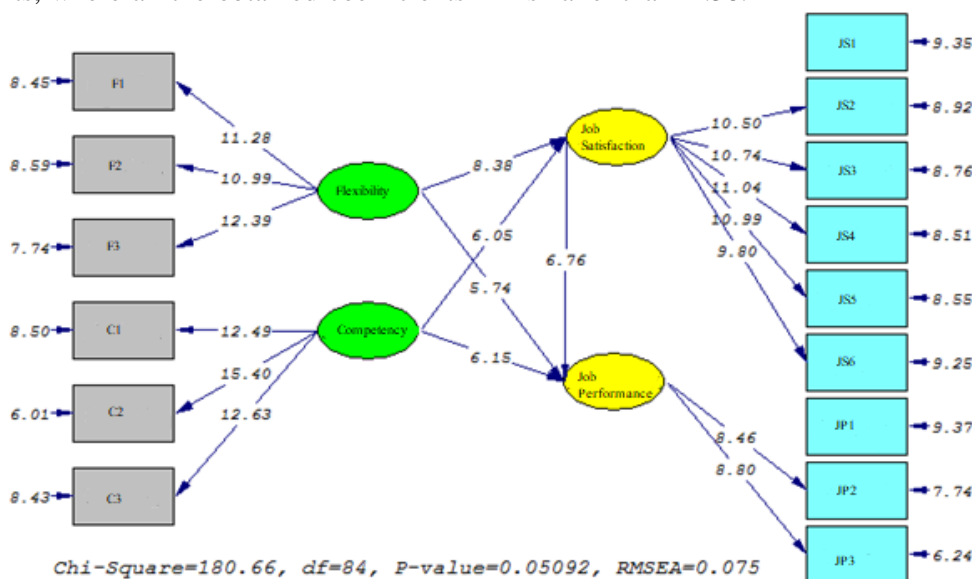 JS1 9.35
8.45 F1
JS2 8.92
11.28 10.50
Job
Satisfaction
8.59 F2 10.99 8.38 10.74 JS3 8.76
Flexibility
11.04
12.39 10.99 JS4 8.51
7.74 F3 6.05 6.76 9.80
5.74
JS5 8.55
8.50 C1 12.49 Competency
6.15 JS6 9.25
15.40
Job
Performance
6.01 C2 12.63 JP1 9.37
8.46
8.80
JP2 7.74
8.43 C3
JP3 6.24
Chi-Square=180.66, df=84, P-value=0.05092, RMSEA=0.075